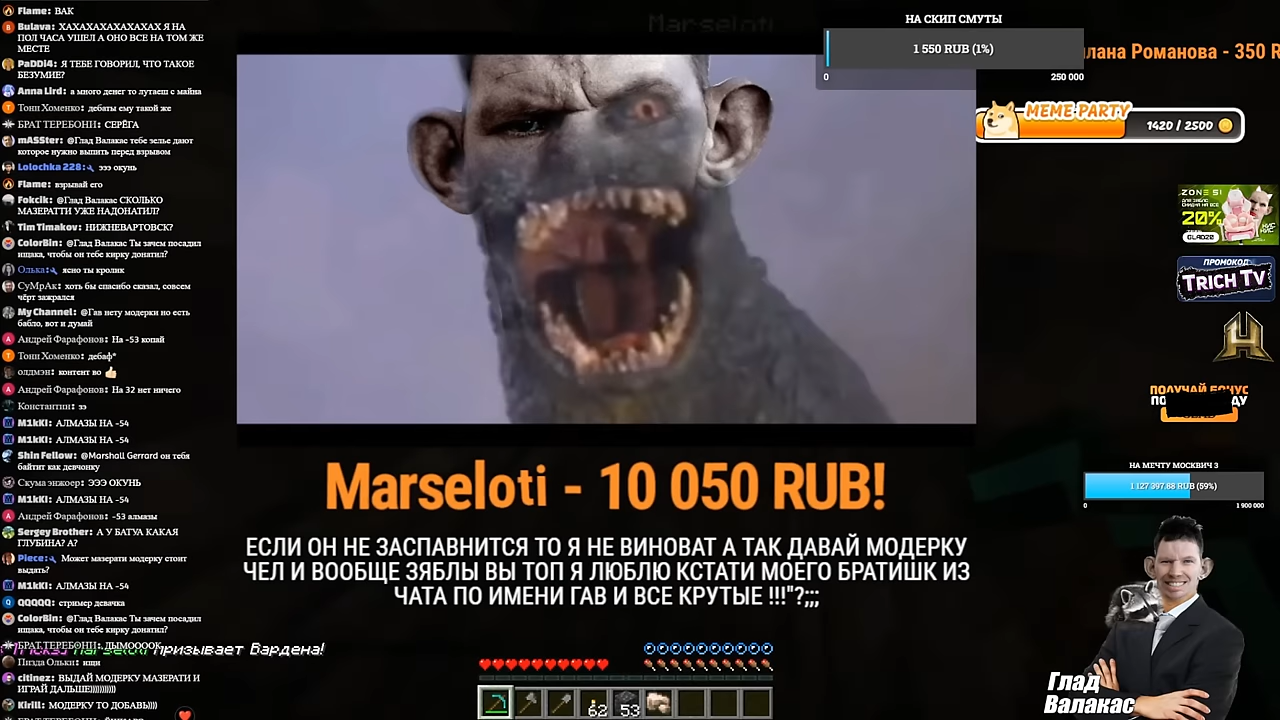 Flame: ВАК
Bulava: ХАХАХАХАХАХАХ Я НА
ПОЛ ЧАСА УШЕЛ А ОНО ВСЕ НА ТОМ ЖЕ
МЕСТЕ
PaDDi4: Я ТЕБЕ ГОВОРИЛ, ЧТО ТАКОЕ
БЕЗУМИЕ?
Anna Lird: а много денег то лутаеш с майна
Тони Хоменко: дебаты ему такой же
БРАТ ТЕРЕБОНИ: СЕРЁГА
mASSter: @Глад Валакас тебе зелье дают
которое нужно выпить перед взрывом
Lolochka 228: эээ окунь
Flame: взрывай его
Fokcik: @Глад Валакас СКОЛЬКО
МАЗЕРАТТИ УЖЕ НАДОНАТИЛ?
Tim Timakov: НИЖНЕВАРТОВСК?
ColorBin: @Глад Валакас Ты зачем посадил
ищака, чтобы он тебе кирку донатил?
Олька: ясно ты кролик
СуМрАк: хоть бы спасибо сказал, совсем
чёрт зажрался
My Channel: @Гав нету модерки но есть
бабло, вот и думай
Андрей Фарафонов: На -53 копай
Тони Хоменко: дебаф*
олдмэн: контент во 👍🏻
Андрей Фарафонов: На 32 нет ничего
Константин: ээ
M1kKI: АЛМАЗЫ НА -54
M1kKI: АЛМАЗЫ НА -54
Shin Fellow: @Marshall Gerrard он тебя
байтит как девчонку
Скума энжоер: ЭЭЭ ОКУНЬ
M1kKI: АЛМАЗЫ НА -54
Андрей Фарафонов: -53 алмазы
Sergey Brother: А У БАТУА КАКАЯ
ГЛУБИНА? А?
Piece: Может мазерати модерку стоит
выдать?
M1kKI: АЛМАЗЫ НА -54
QQQQQ: стример девачка
ColorBin: @Глад Валакас Ты зачем посадил
ищака, чтобы он тебе кирку донатил?
БРАТ ТЕРЕБОНИ: ДЫМОООOК
Пизда Ольки: ищи
citinez: ВЫДАЙ МОДЕРКУ МАЗЕРАТИ И
ИГРАЙ ДАЛЬШЕ))))))))))
Kirill: МОДЕРКУ ТО ДОБАВЬ))))
Marseloti
НА СКИП СМУТЫ
1 550 RUB (1%)
0 250 000
лана Романова - 350 R
MEME PARTY
1420 / 2500
ZONE 51
20%
GLAD20
ПРОМОКОД
TRICH TV
ПОЛУЧАЙ БОНУС
ПО ДУ
Marseloti - 10 050 RUB!
ЕСЛИ ОН НЕ ЗАСПАВНИТСЯ ТО Я НЕ ВИНОВАТ А ТАК ДАВАЙ МОДЕРКУ
ЧЕЛ И ВООБЩЕ ЗЯБЛЫ ВЫ ТОП Я ЛЮБЛЮ КСТАТИ МОЕГО БРАТИШК ИЗ
ЧАТА ПО ИМЕНИ ГАВ И ВСЕ КРУТЫЕ !!!"?;;;
Marseloti призывает Вардена!
62 53
НА МЕЧТУ МОСКВИЧ 3
1 127 397.88 RUB (59%)
0 1 900 000
Глад
Валакас